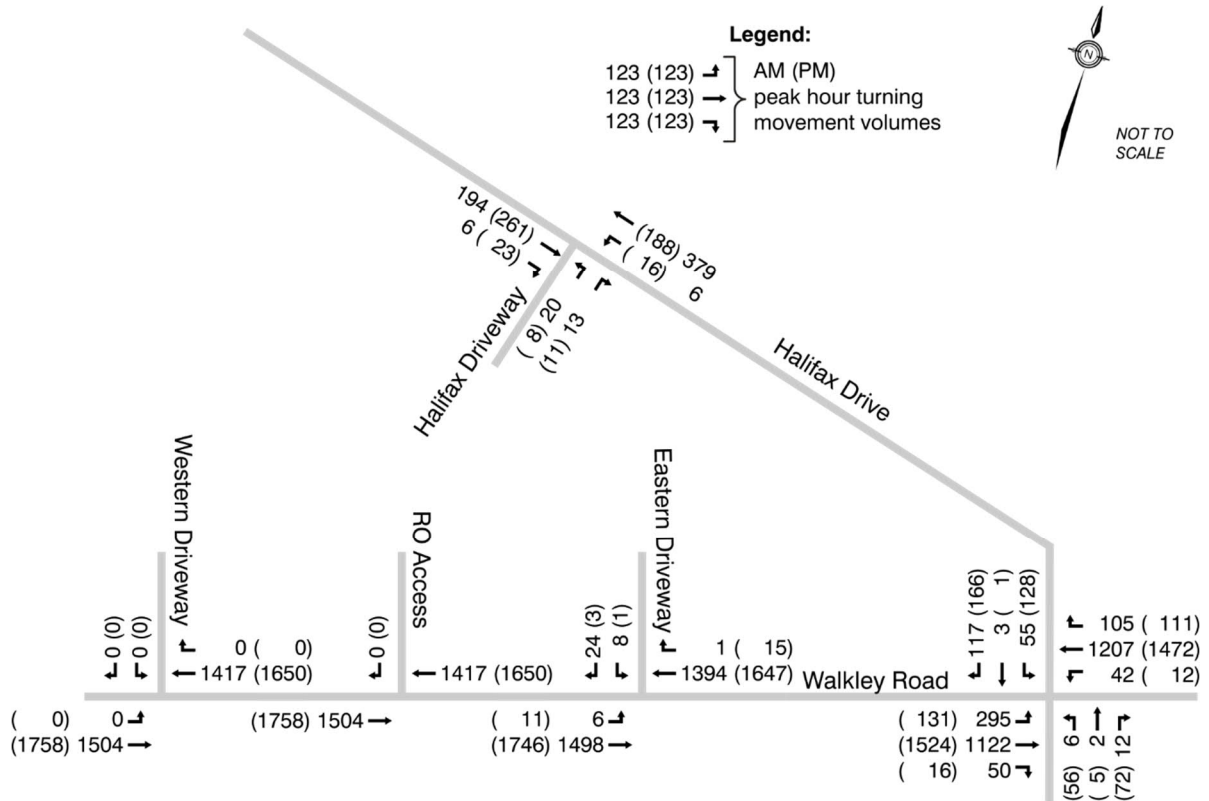 Legend:
123 (123) AM (PM)
123 (123) peak hour turning
123 (123) movement volumes
N
NOT TO
SCALE
194 (261)
6 ( 23)
(188) 379
( 16) 6
( 8) 20
(11) 13
Halifax Driveway
Halifax Drive
Western Driveway
RO Access
Eastern Driveway
0 (0)
0 (0)
0 ( 0)
1417 (1650)
0 (0)
1417 (1650)
24 (3)
8 (1)
1 ( 15)
1394 (1647)
Walkley Road
117 (166)
3 ( 1)
55 (128)
105 ( 111)
1207 (1472)
42 ( 12)
( 0) 0
(1758) 1504
(1758) 1504
( 11) 6
(1746) 1498
( 131) 295
(1524) 1122
( 16) 50
(56) 6
( 5) 2
(72) 12